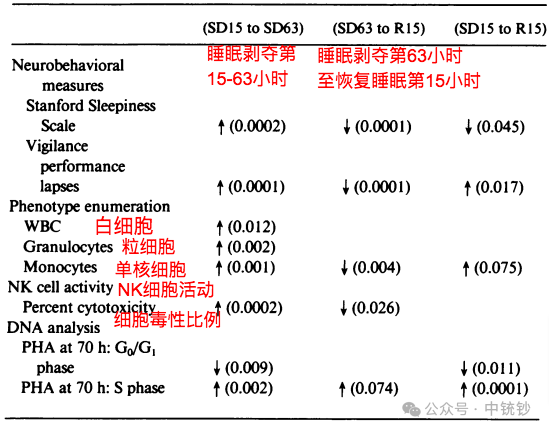 (SD15 to SD63) (SD63 to R15) (SD15 to R15)
睡眠剥夺第 睡眠剥夺第63小时
Neurobehavioral
measures 15-63小时 至恢复睡眠第15小时
Stanford Sleepiness
Scale ↑ (0.0002) ↓ (0.0001) ↓ (0.045)
Vigilance
performance
lapses ↑ (0.0001) ↓ (0.0001) ↑ (0.017)
Phenotype enumeration
WBC 白细胞 ↑ (0.012)
Granulocytes 粒细胞 ↑ (0.002)
Monocytes 单核细胞 ↑ (0.001) ↓ (0.004) ↑ (0.075)
NK cell activity NK细胞活动
Percent cytotoxicity ↑ (0.0002) ↓ (0.026)
细胞毒性比例
DNA analysis
PHA at 70 h: G0/G1
phase ↓ (0.009) ↓ (0.011)
PHA at 70 h: S phase ↑ (0.002) ↑ (0.074) ↑ (0.0001)
公众号·中铳钞